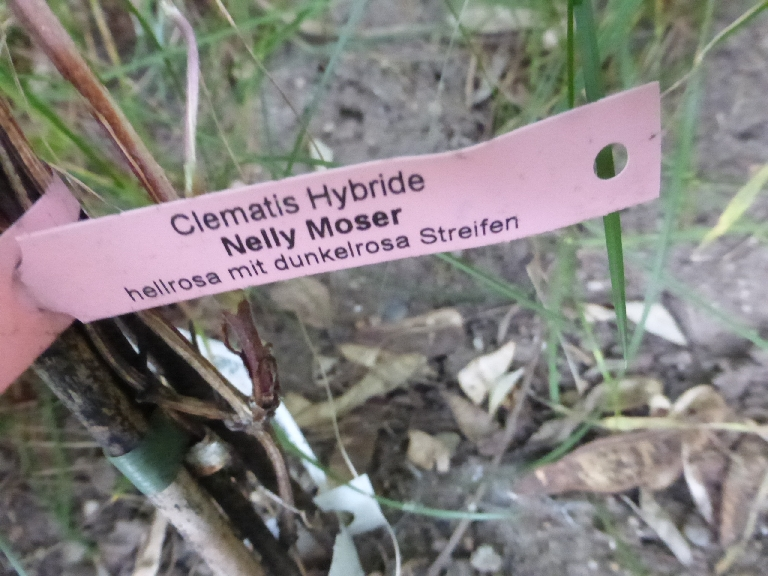 Clematis Hybride
Nelly Moser
hellrosa mit dunkelrosa Streifen